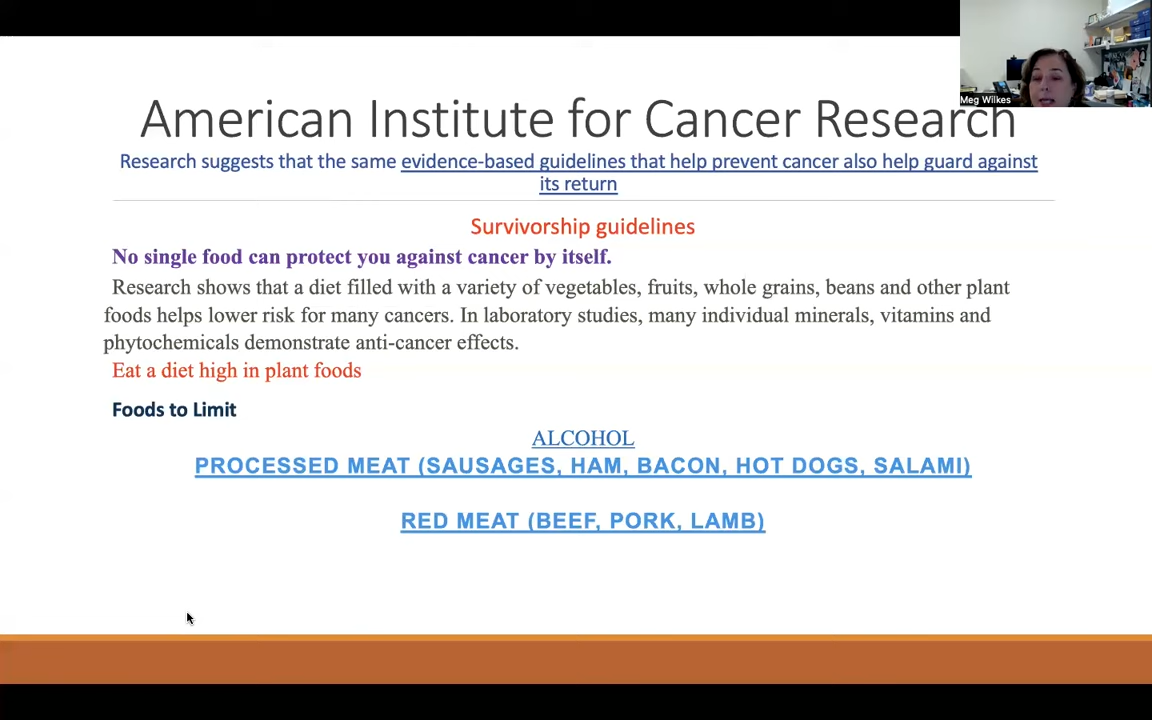 Meg Wilkes
American Institute for Cancer Research
Research suggests that the same evidence-based guidelines that help prevent cancer also help guard against
its return
Survivorship guidelines
No single food can protect you against cancer by itself.
Research shows that a diet filled with a variety of vegetables, fruits, whole grains, beans and other plant
foods helps lower risk for many cancers. In laboratory studies, many individual minerals, vitamins and
phytochemicals demonstrate anti-cancer effects.
Eat a diet high in plant foods
Foods to Limit
ALCOHOL
PROCESSED MEAT (SAUSAGES, HAM, BACON, HOT DOGS, SALAMI)
RED MEAT (BEEF, PORK, LAMB)